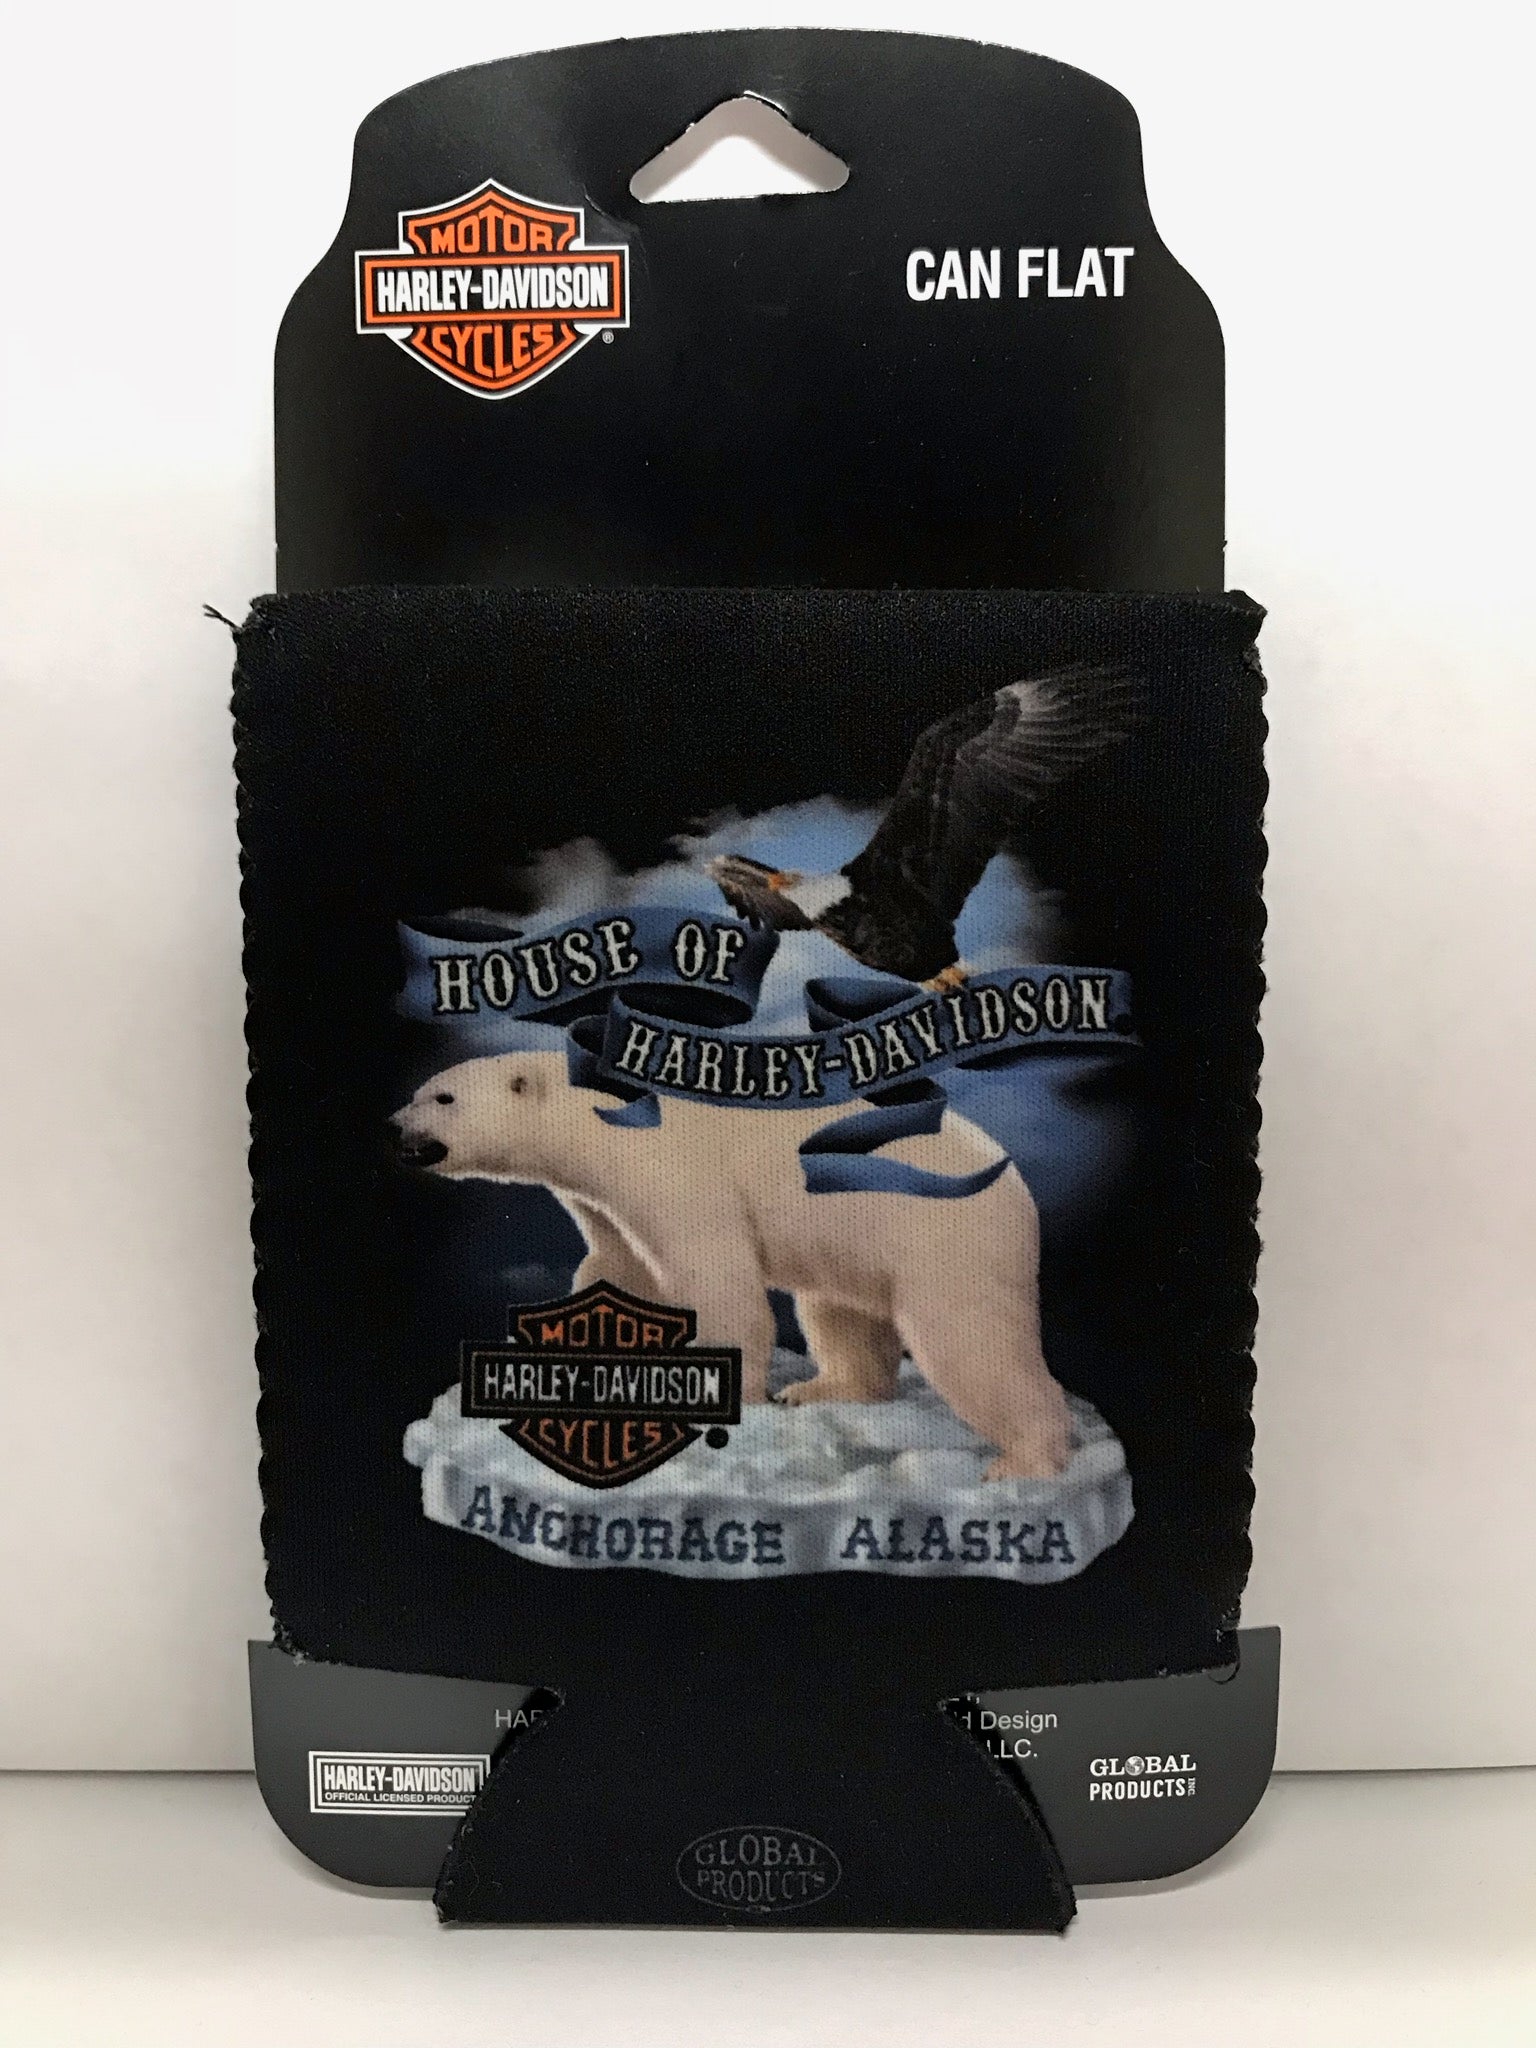 MOTOR
HARLEY-DAVIDSON
CYCLES
®
CAN FLAT
HOUSE OF
HARLEY-DAVIDSON
MOTOR
HARLEY-DAVIDSON
CYCLES
ANCHORAGE ALASKA
Design
LLC.
HARLEY-DAVIDSON
OFFICIAL LICENSED PRODUCT
GLOBAL
PRODUCTS INC
GLOBAL
PRODUCTS